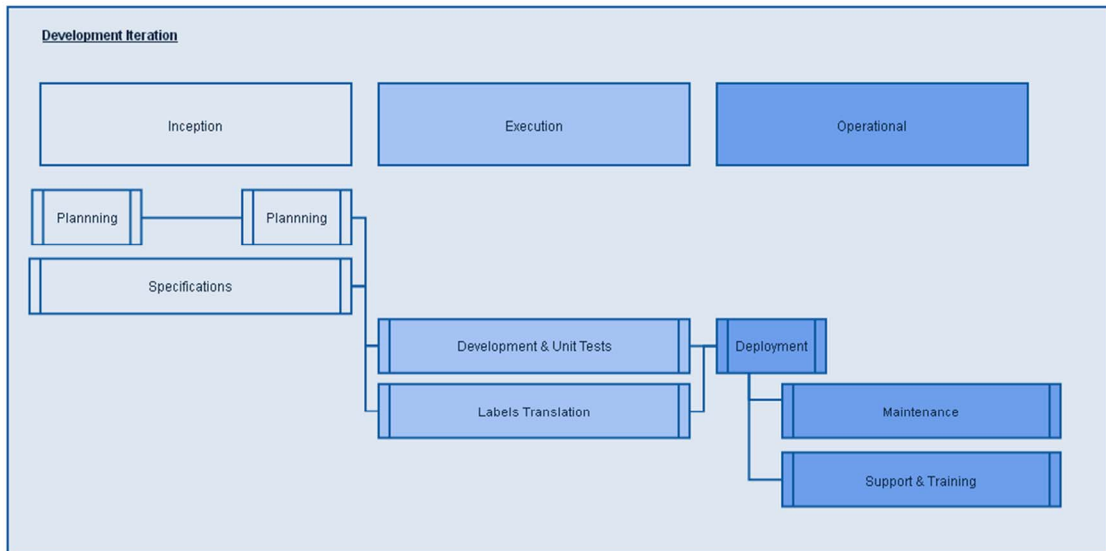 Development Iteration
Inception
Execution
Operational
Plannning
Plannning
Specifications
Development & Unit Tests
Deployment
Labels Translation
Maintenance
Support & Training